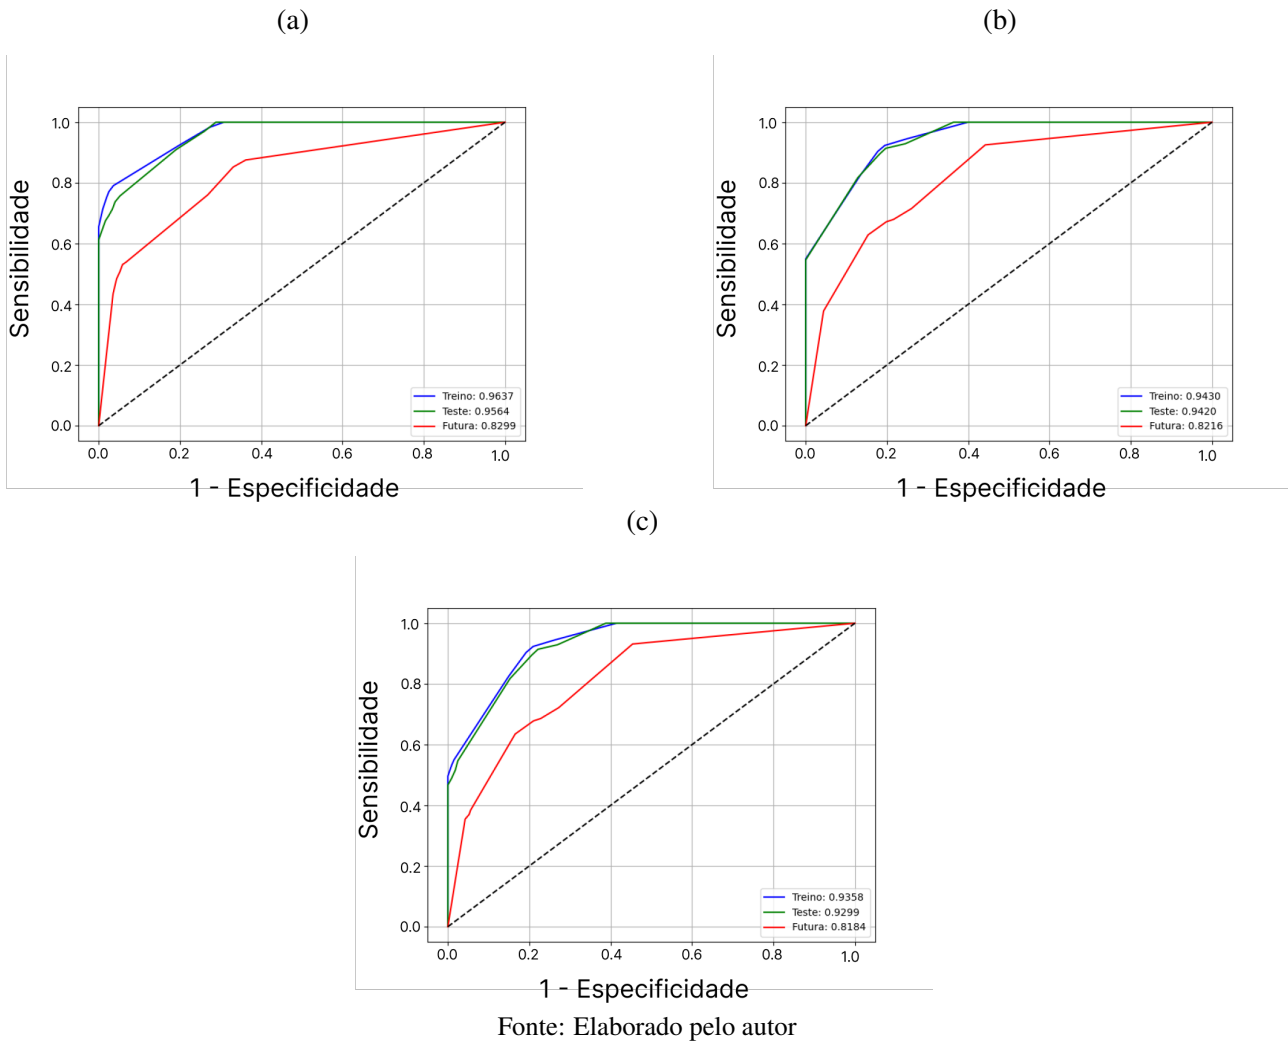 (a)
1.0
0.8
0.6
0.4
0.2
0.0
Sensibilidade
Treino: 0.9637
Teste: 0.9564
Futura: 0.8299
0.0 0.2 0.4 0.6 0.8 1.0
1 - Especificidade
(b)
1.0
0.8
0.6
0.4
0.2
0.0
Sensibilidade
Treino: 0.9430
Teste: 0.9420
Futura: 0.8216
0.0 0.2 0.4 0.6 0.8 1.0
1 - Especificidade
(c)
1.0
0.8
0.6
0.4
0.2
0.0
Sensibilidade
Treino: 0.9358
Teste: 0.9299
Futura: 0.8184
0.0 0.2 0.4 0.6 0.8 1.0
1 - Especificidade
Fonte: Elaborado pelo autor